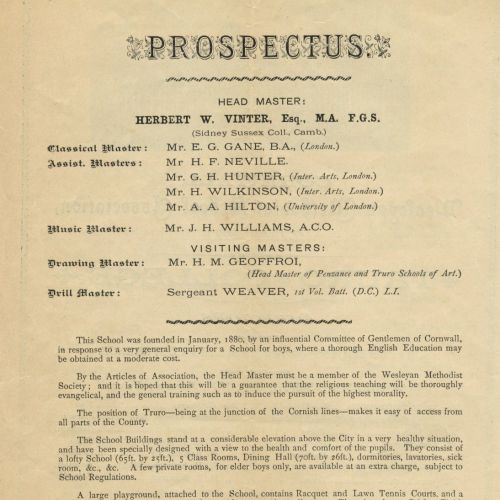 PROSPECTUS.
HEAD MASTER:
HERBERT W. VINTER, Esq., M.A. F.G.S.
(Sidney Sussex Coll., Camb.)
Classical Master: Mr. E. G. GANE, B.A., (London.)
Assist. Masters: Mr H. F. NEVILLE.
Mr. G. H. HUNTER, (Inter. Arts, London.)
Mr. H. WILKINSON, (Inter. Arts, London.)
Mr. A. A. HILTON, (University of London.)
Music Master: Mr. J. H. WILLIAMS, A.C.O.
VISITING MASTERS:
Drawing Master: Mr. H. M. GEOFFROI,
(Head Master of Penzance and Truro Schools of Art.)
Drill Master: Sergeant WEAVER, 1st Vol. Batt. (D.C.) L.I.
This School was founded in January, 1880, by an influential Committee of Gentlemen of Cornwall,
in response to a very general enquiry for a School for boys, where a thorough English Education may
be obtained at a moderate cost.
By the Articles of Association, the Head Master must be a member of the Wesleyan Methodist
Society; and it is hoped that this will be a guarantee that the religious teaching will be thoroughly
evangelical, and the general training such as to induce the pursuit of the highest morality.
The position of Truro—being at the junction of the Cornish lines—makes it easy of access from
all parts of the County.
The School Buildings stand at a considerable elevation above the City in a very healthy situation,
and have been specially designed with a view to the health and comfort of the pupils. They consist of
a lofty School (65ft. by 25ft.), 5 Class Rooms, Dining Hall (70ft. by 26ft.), dormitories, lavatories, sick
room, &c., &c. A few private rooms, for elder boys only, are available at an extra charge, subject to
School Regulations.
A large playground, attached to the School, contains Racquet and Lawn Tennis Courts, and a